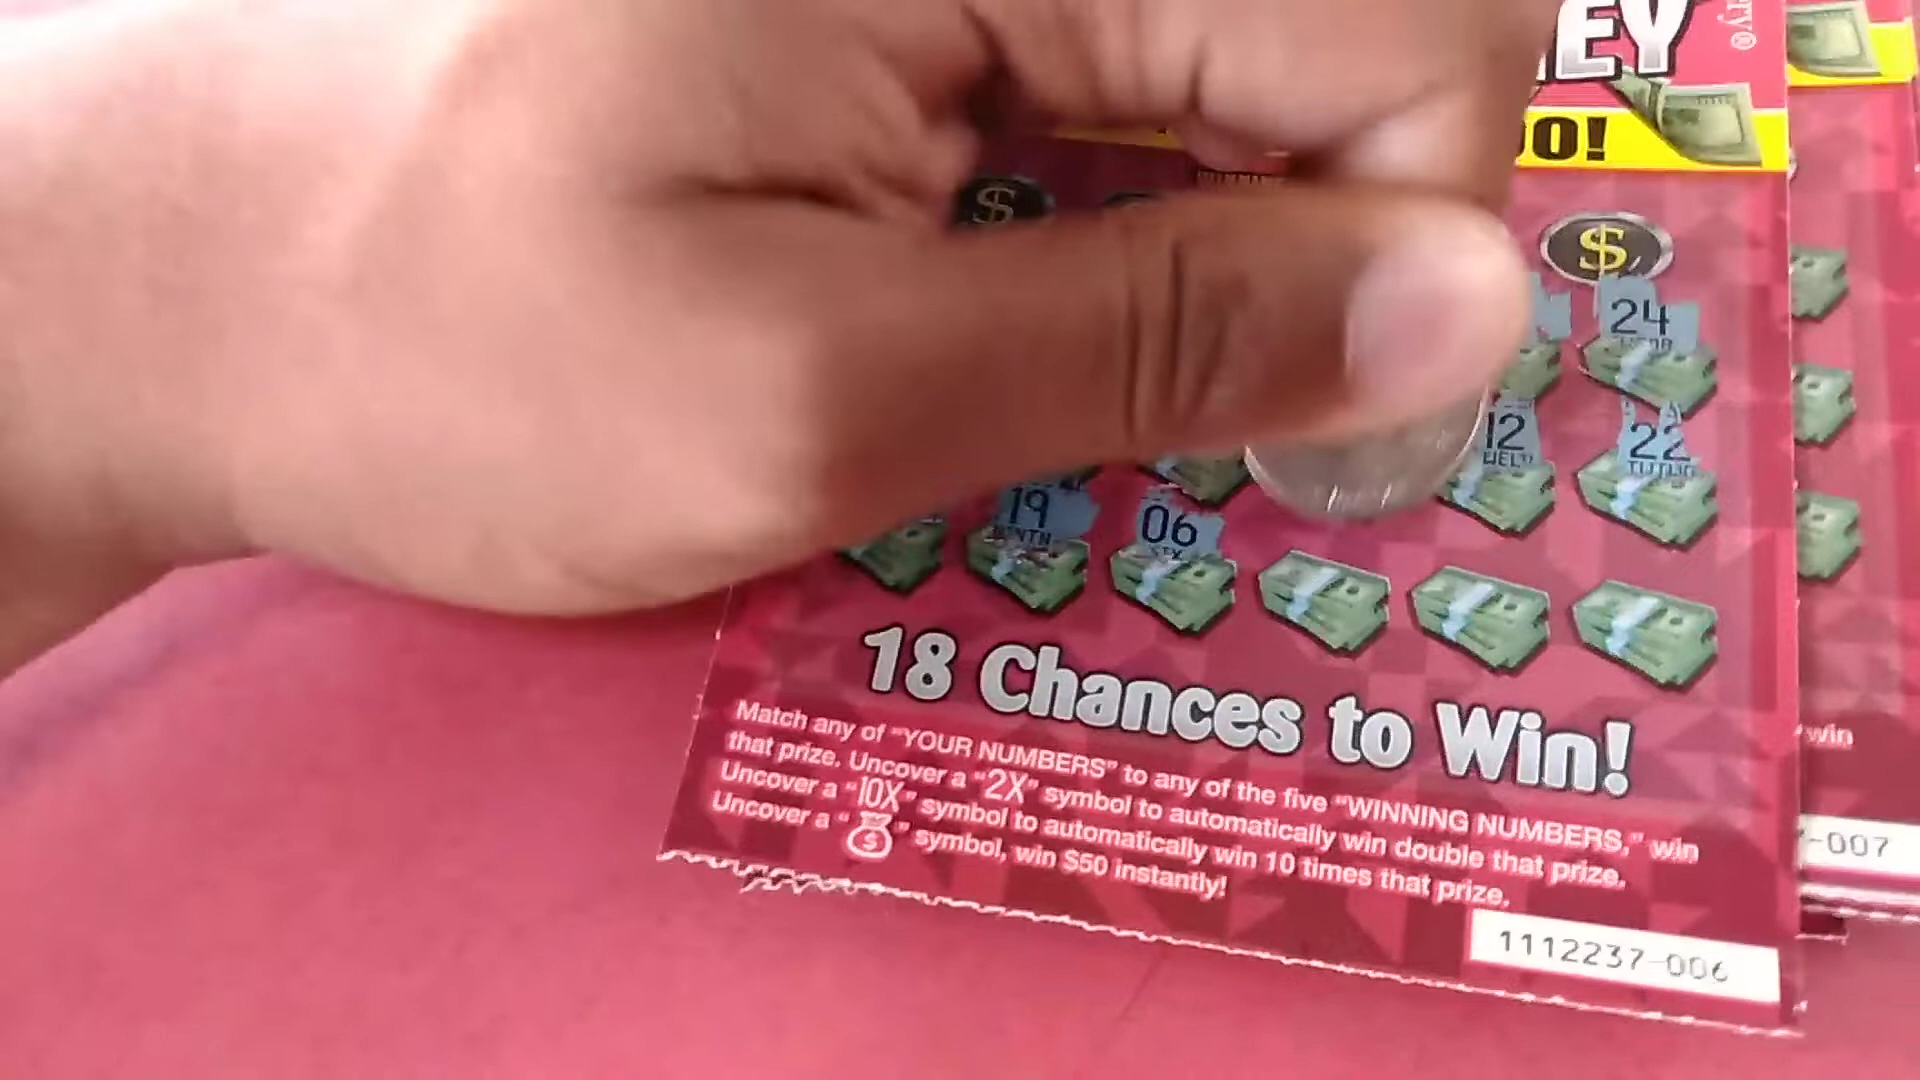 EY
00!
$
$
24
12
22
19
06
SIX
18 Chances to Win!
Match any of "YOUR NUMBERS" to any of the five "WINNING NUMBERS," win
that prize. Uncover a "2X" symbol to automatically win double that prize.
Uncover a "10X" symbol to automatically win 10 times that prize.
Uncover a "$" symbol, win $50 instantly!
1112237-006
win
-007